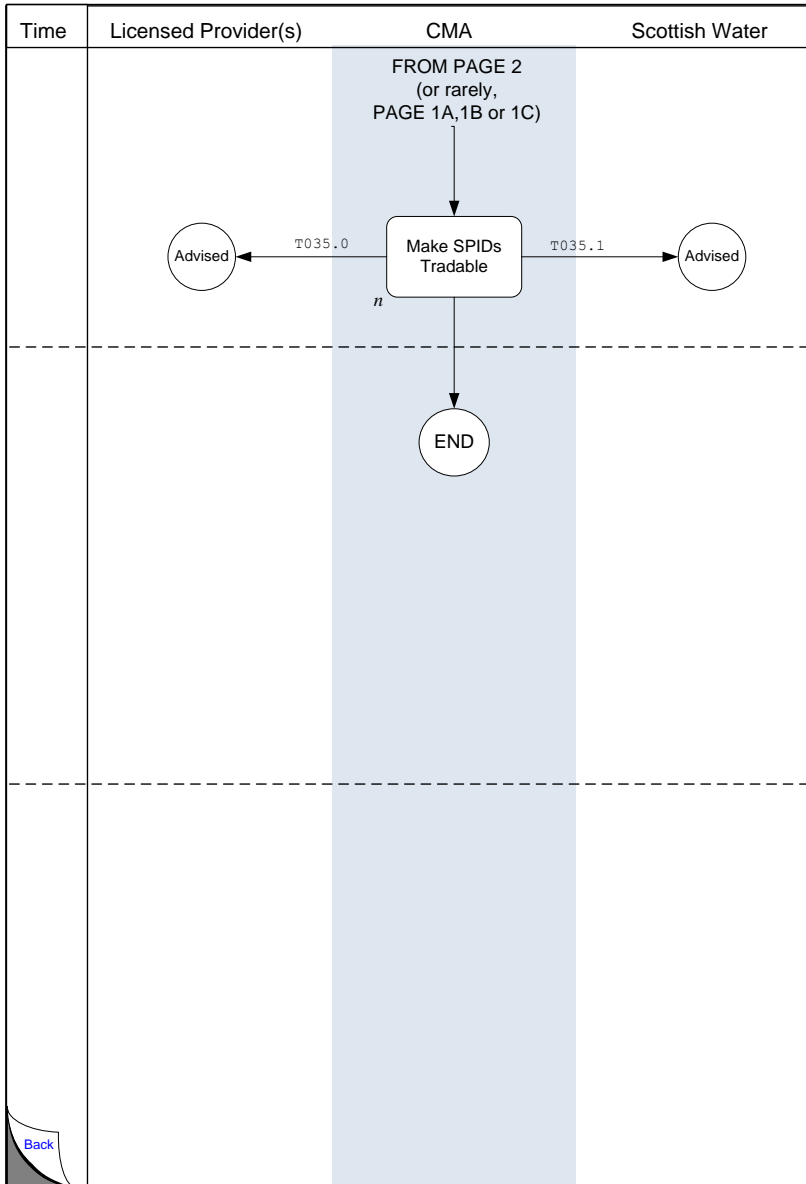 Time
Licensed Provider(s)
CMA
Scottish Water
FROM PAGE 2
(or rarely,
PAGE 1A,1B or 1C)
Advised
T035.0
Make SPIDs
Tradable
T035.1
Advised
n
END
Back